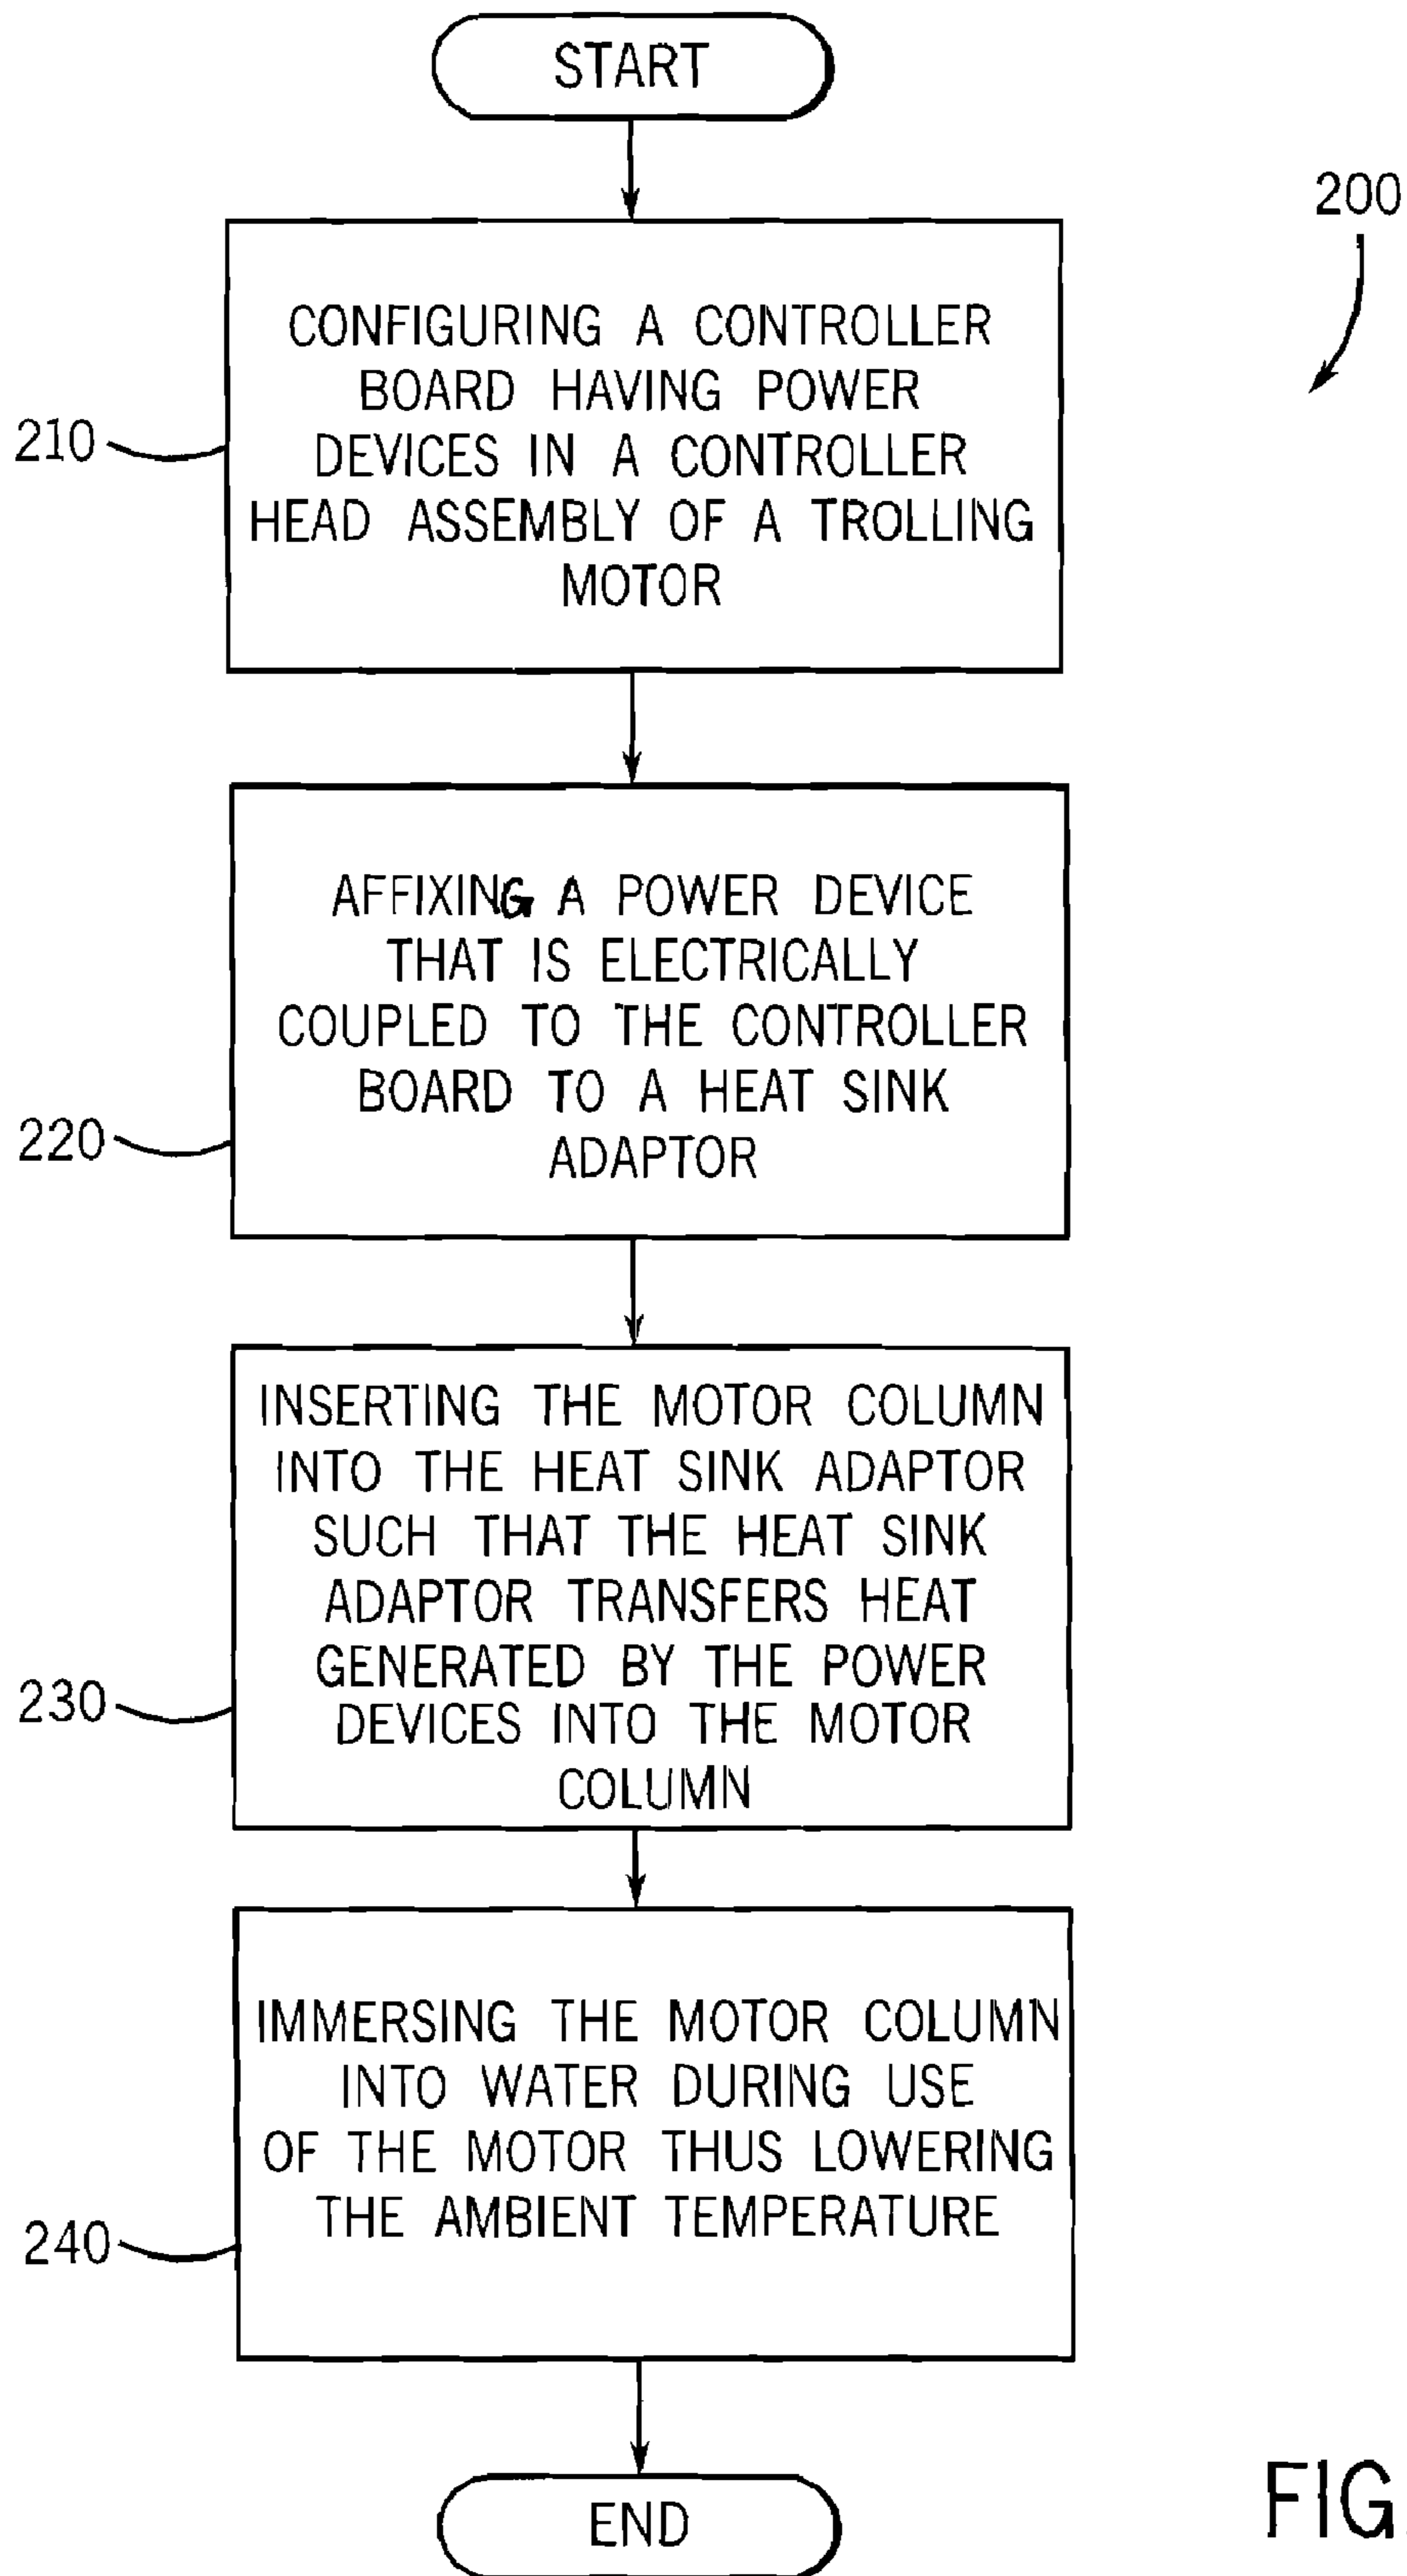 START
200
CONFIGURING A CONTROLLER
BOARD HAVING POWER
DEVICES IN A CONTROLLER
HEAD ASSEMBLY OF A TROLLING
MOTOR
210
AFFIXING A POWER DEVICE
THAT IS ELECTRICALLY
COUPLED TO THE CONTROLLER
BOARD TO A HEAT SINK
ADAPTOR
220
INSERTING THE MOTOR COLUMN
INTO THE HEAT SINK ADAPTOR
SUCH THAT THE HEAT SINK
ADAPTOR TRANSFERS HEAT
GENERATED BY THE POWER
DEVICES INTO THE MOTOR
COLUMN
230
IMMERSING THE MOTOR COLUMN
INTO WATER DURING USE
OF THE MOTOR THUS LOWERING
THE AMBIENT TEMPERATURE
240
END
FIG.